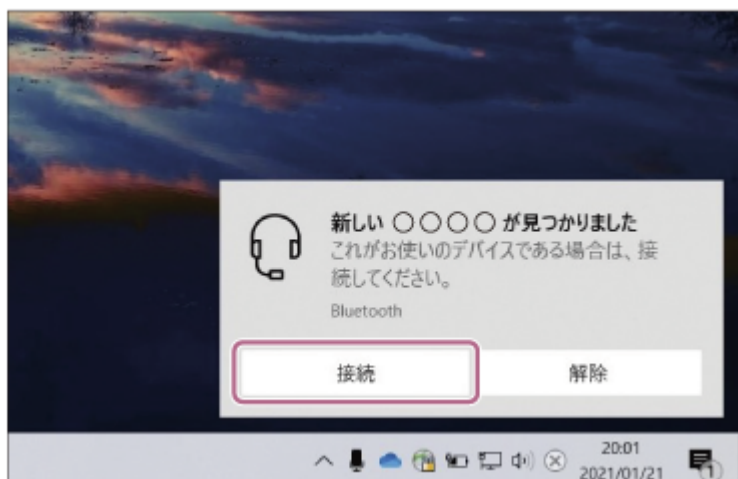 新しい 〇〇〇〇 が見つかりました
これがお使いのデバイスである場合は、接
続してください。
Bluetooth
接続
解除
20:01
2021/01/21
1